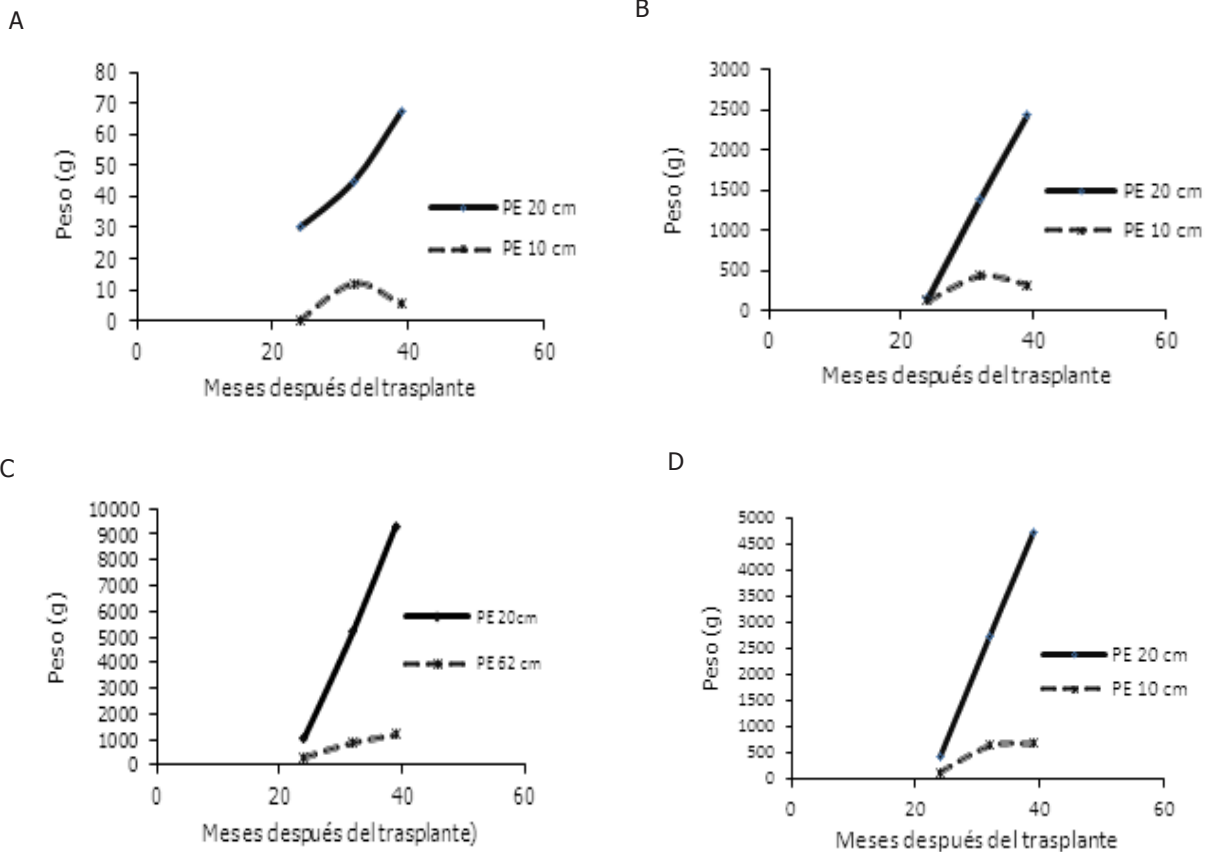 A
80
70
60
50
40
30
20
10
0
Peso (g)
0 20 40 60
Meses después del trasplante
PE 20 cm
PE 10 cm
B
3000
2500
2000
1500
1000
500
0
Peso (g)
0 20 40 60
Meses después del trasplante
PE 20 cm
PE 10 cm
C
10000
9000
8000
7000
6000
5000
4000
3000
2000
1000
0
Peso (g)
0 20 40 60
Meses después del trasplante)
PE 20cm
PE 62 cm
D
5000
4500
4000
3500
3000
2500
2000
1500
1000
500
0
Peso (g)
0 20 40 60
Meses después del trasplante
PE 20 cm
PE 10 cm